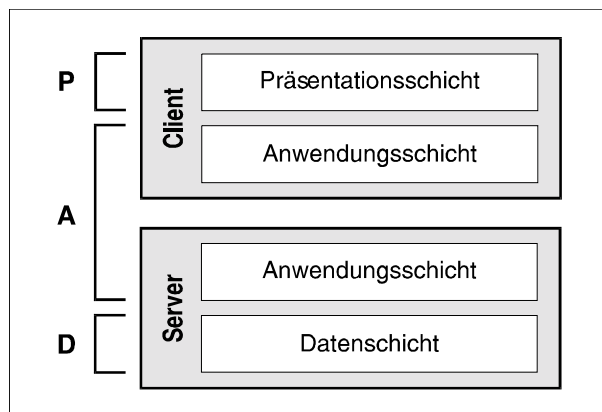 P
Präsentationsschicht
Client
Anwendungsschicht
A
Anwendungsschicht
Server
D
Datenschicht